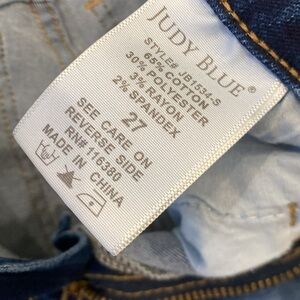 JUDY BLUE®
STYLE# JB1534-S
65% COTTON
30% POLYESTER
3% RAYON
2% SPANDEX
27
SEE CARE ON
REVERSE SIDE
RN# 116380
MADE IN CHINA